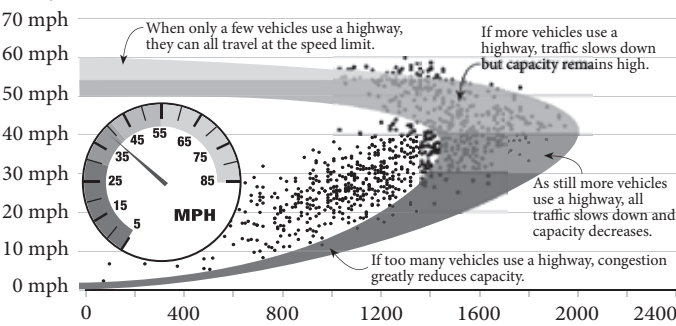 70 mph
When only a few vehicles use a highway,
they can all travel at the speed limit.
If more vehicles use a
highway, traffic slows down
but capacity remains high.
60 mph
50 mph
40 mph
30 mph
20 mph
10 mph
0 mph
5
15
25
35
45
55
65
75
85
MPH
As still more vehicles
use a highway, all
traffic slows down and
capacity decreases.
If too many vehicles use a highway, congestion
greatly reduces capacity.
0
400
800
1200
1600
2000
2400